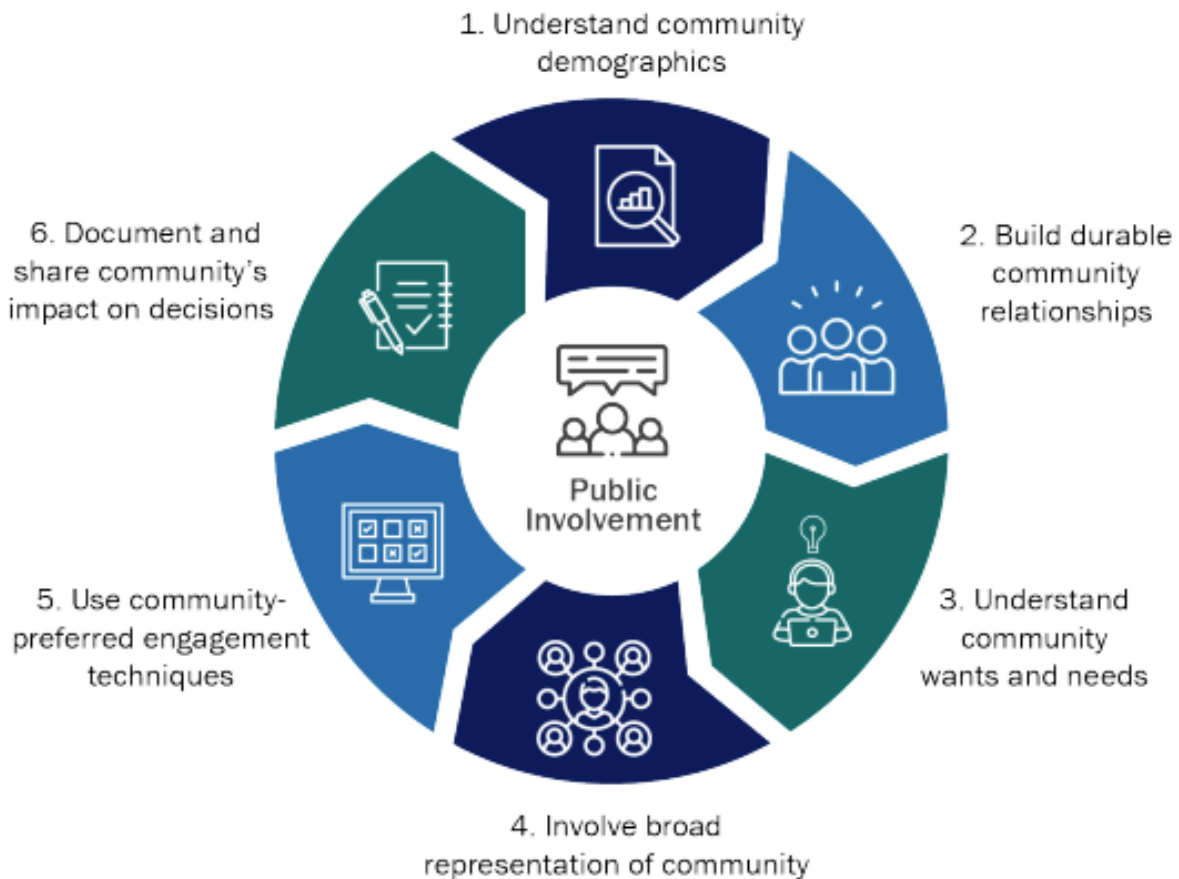 1. Understand community
demographics
2. Build durable
community
relationships
3. Understand
community
wants and needs
4. Involve broad
representation of community
5. Use community-
preferred engagement
techniques
6. Document and
share community’s
impact on decisions
Public
Involvement